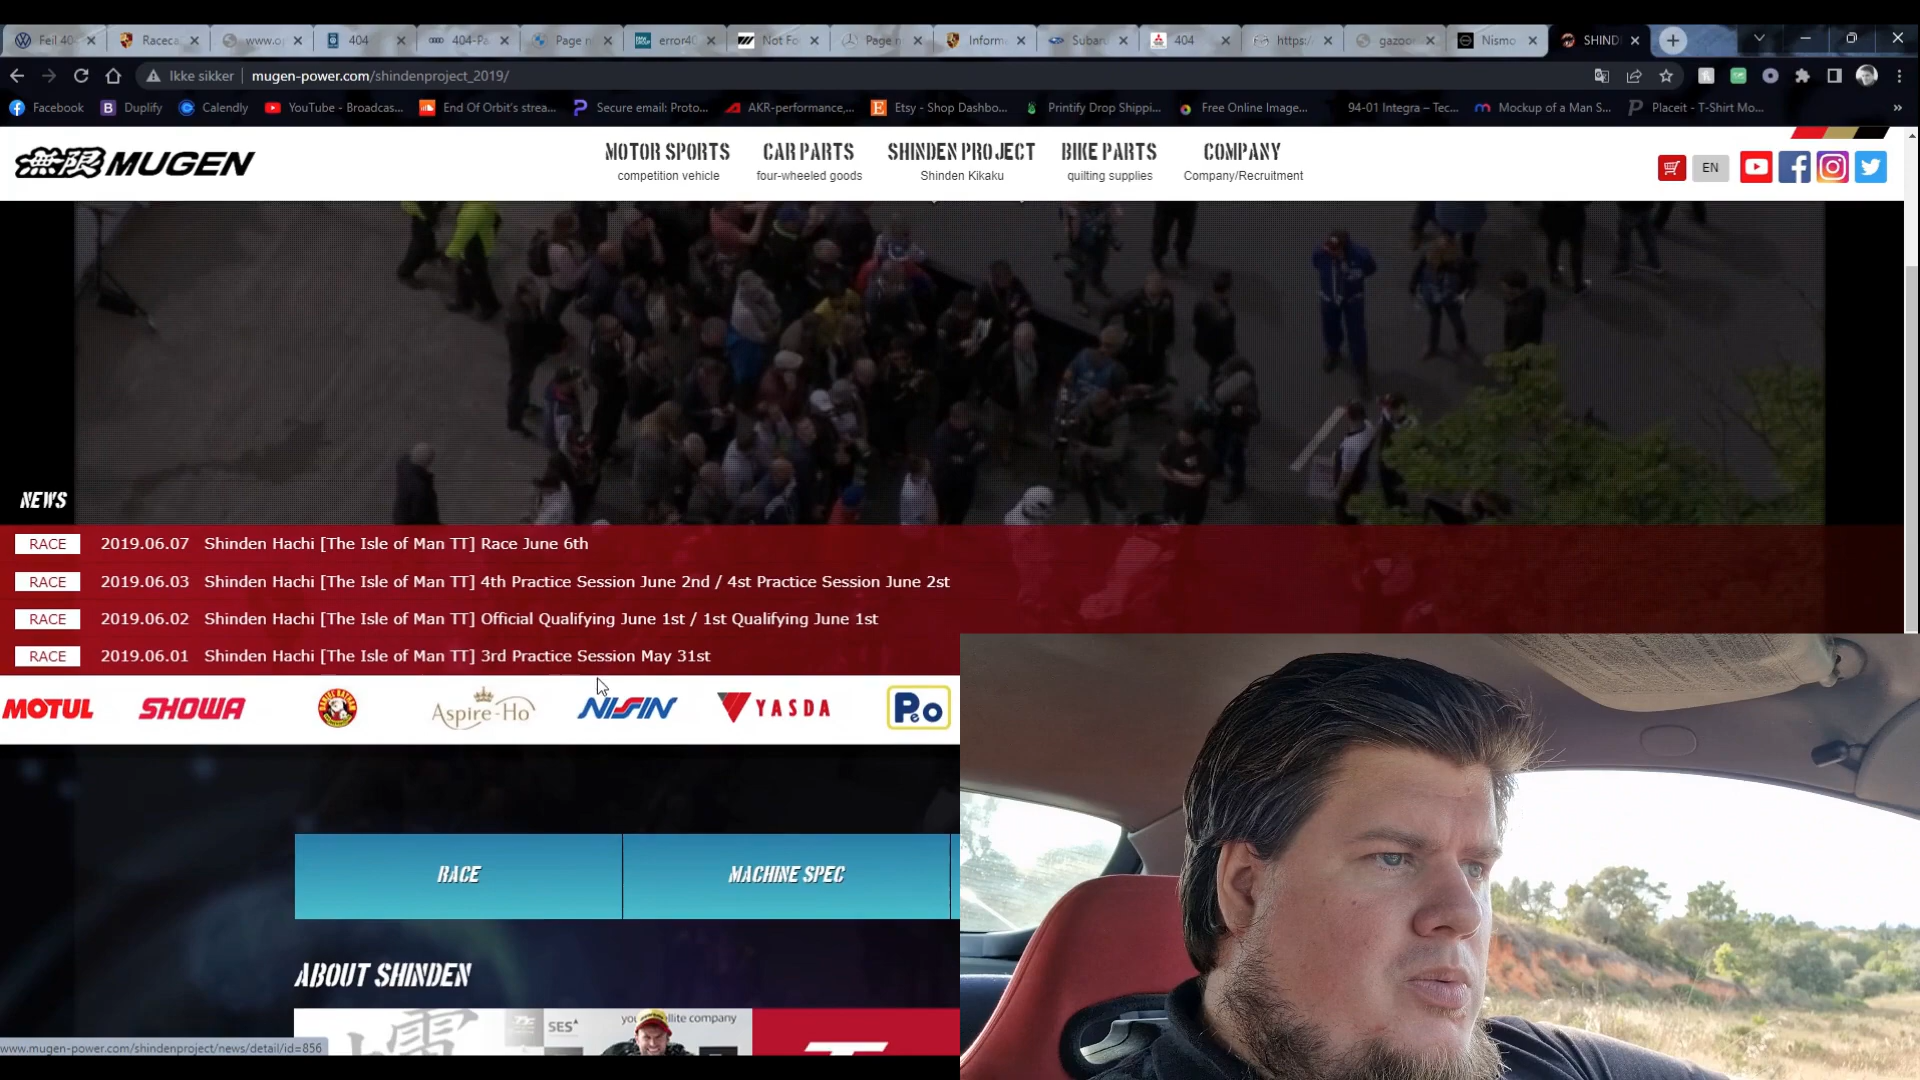 Feil 40
Raceca
www.o
404
404-Pa
Page n
error40
Not Fo
Page n
Inform
Subaru
404
https:/
gazoo
Nismo
SHIND
Ikke sikker
mugen-power.com/shindenproject_2019/
Facebook
Duplify
Calendly
YouTube - Broadcas...
End Of Orbit's strea...
Secure email: Proto...
AKR-performance,...
Etsy - Shop Dashbo...
Printify Drop Shippi...
Free Online Image...
94-01 Integra – Tec...
Mockup of a Man S...
Placeit - T-Shirt Mo...
無限 MUGEN
MOTOR SPORTS
competition vehicle
CAR PARTS
four-wheeled goods
SHINDEN PROJECT
Shinden Kikaku
BIKE PARTS
quilting supplies
COMPANY
Company/Recruitment
EN
NEWS
RACE 2019.06.07 Shinden Hachi [The Isle of Man TT] Race June 6th
RACE 2019.06.03 Shinden Hachi [The Isle of Man TT] 4th Practice Session June 2nd / 4st Practice Session June 2st
RACE 2019.06.02 Shinden Hachi [The Isle of Man TT] Official Qualifying June 1st / 1st Qualifying June 1st
RACE 2019.06.01 Shinden Hachi [The Isle of Man TT] 3rd Practice Session May 31st
MOTUL
SHOWA
Aspire-Ho
NISSIN
YASDA
RACE
MACHINE SPEC
ABOUT SHINDEN
SES
www.mugen-power.com/shindenproject/news/detail/id=856